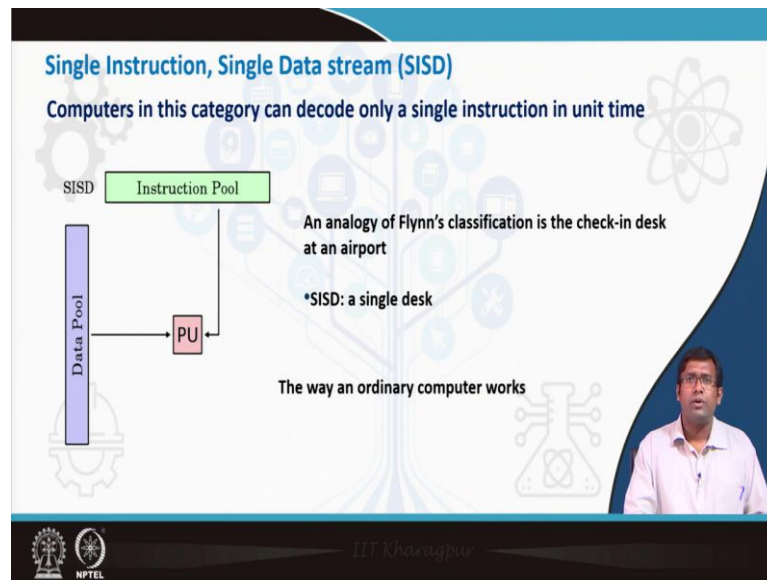 Single Instruction, Single Data stream (SISD)
Computers in this category can decode only a single instruction in unit time
SISD
Instruction Pool
Data Pool
PU
An analogy of Flynn's classification is the check-in desk
at an airport
•SISD: a single desk
The way an ordinary computer works
IIT Kharagpur
NPTEL